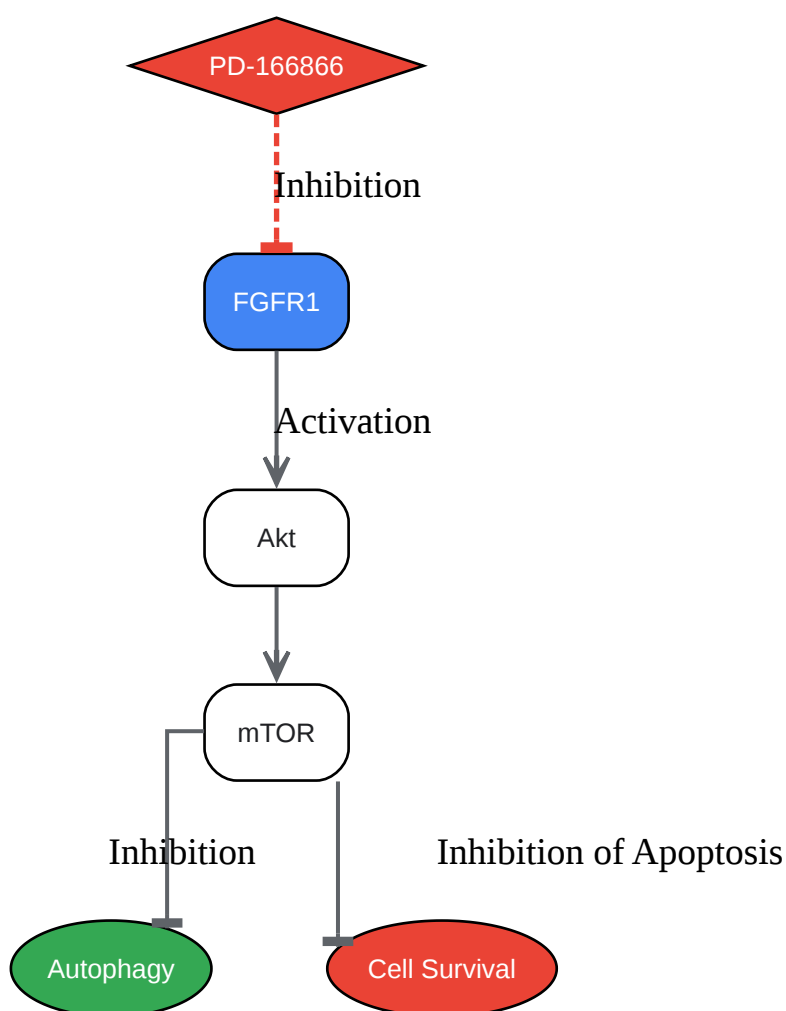 PD-166866
Inhibition
FGFR1
Activation
Akt
mTOR
Inhibition
Inhibition of Apoptosis
Autophagy
Cell Survival